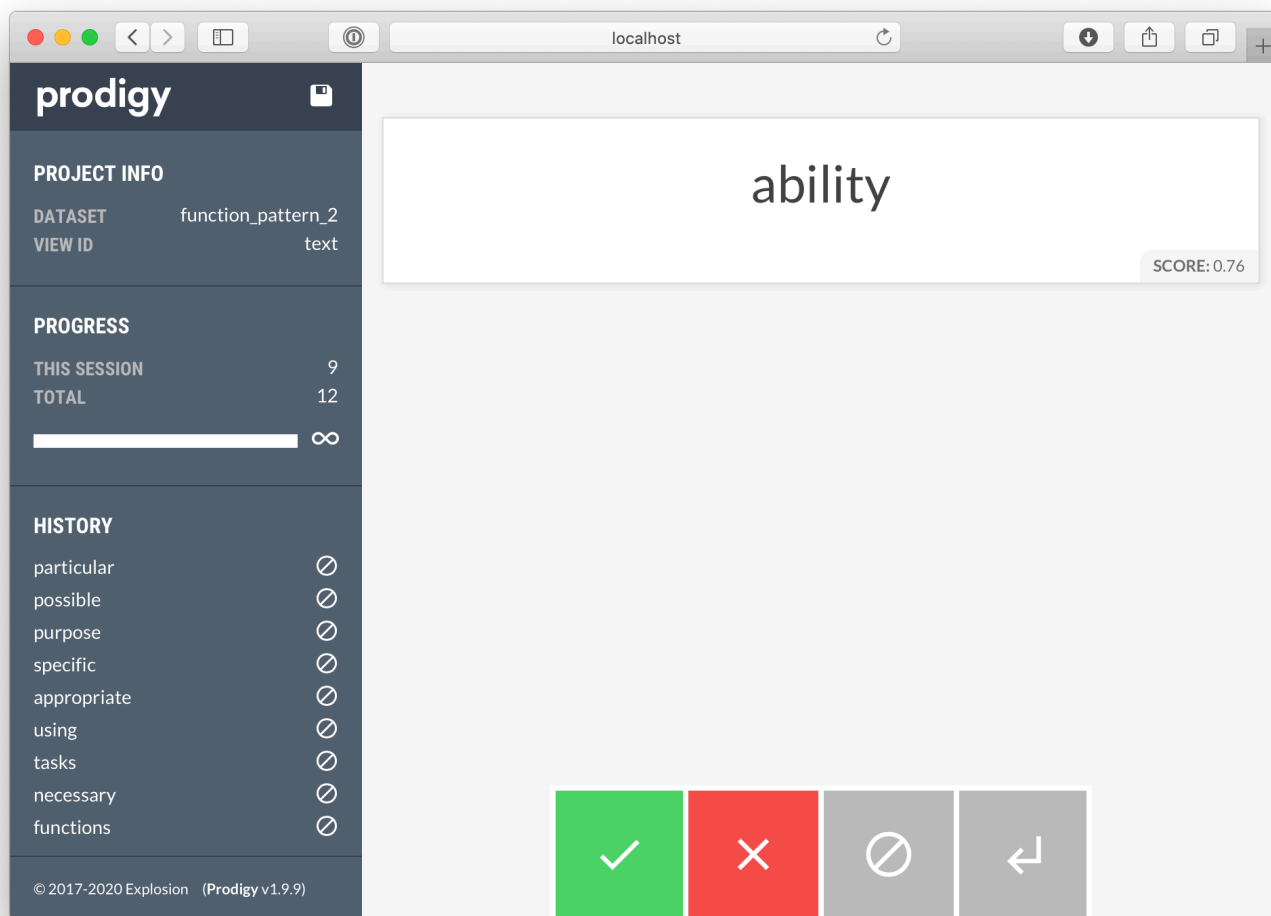 localhost
prodigy
PROJECT INFO
DATASET function_pattern_2
VIEW ID text
PROGRESS
THIS SESSION 9
TOTAL 12
∞
HISTORY
particular
possible
purpose
specific
appropriate
using
tasks
necessary
functions
© 2017-2020 Explosion (Prodigy v1.9.9)
ability
SCORE: 0.76